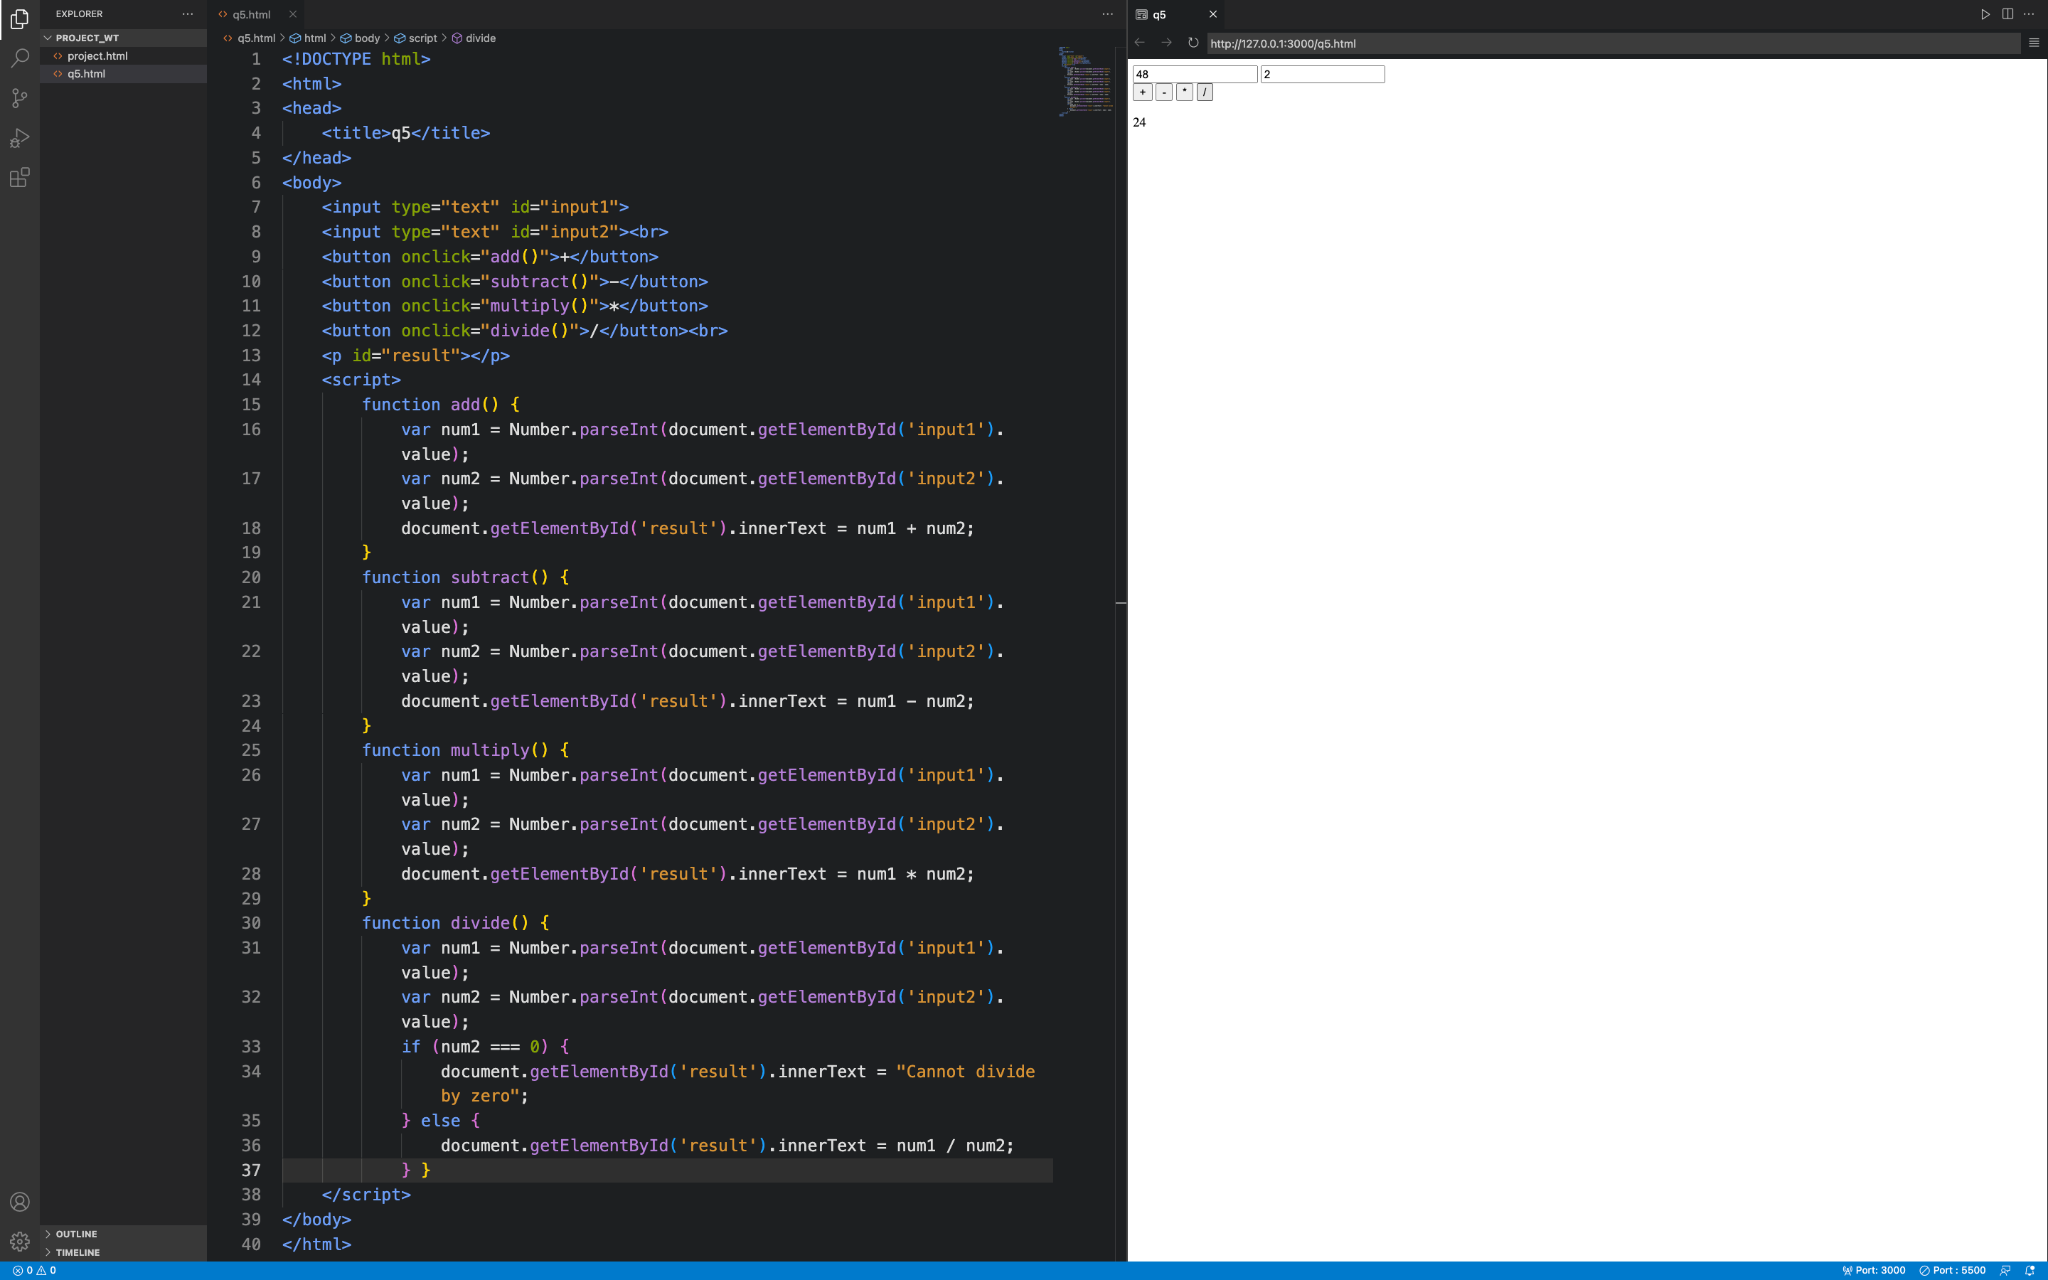 EXPLORER
PROJECT_WT
project.html
q5.html
OUTLINE
TIMELINE
q5.html
q5.html > html > body > script > divide
1 <!DOCTYPE html>
2 <html>
3 <head>
4     <title>q5</title>
5 </head>
6 <body>
7     <input type="text" id="input1">
8     <input type="text" id="input2"><br>
9     <button onclick="add()">+</button>
10     <button onclick="subtract()">-</button>
11     <button onclick="multiply()">*</button>
12     <button onclick="divide()">/</button><br>
13     <p id="result"></p>
14     <script>
15         function add() {
16             var num1 = Number.parseInt(document.getElementById('input1').
value);
17             var num2 = Number.parseInt(document.getElementById('input2').
value);
18             document.getElementById('result').innerText = num1 + num2;
19         }
20         function subtract() {
21             var num1 = Number.parseInt(document.getElementById('input1').
value);
22             var num2 = Number.parseInt(document.getElementById('input2').
value);
23             document.getElementById('result').innerText = num1 - num2;
24         }
25         function multiply() {
26             var num1 = Number.parseInt(document.getElementById('input1').
value);
27             var num2 = Number.parseInt(document.getElementById('input2').
value);
28             document.getElementById('result').innerText = num1 * num2;
29         }
30         function divide() {
31             var num1 = Number.parseInt(document.getElementById('input1').
value);
32             var num2 = Number.parseInt(document.getElementById('input2').
value);
33             if (num2 === 0) {
34                 document.getElementById('result').innerText = "Cannot divide
by zero";
35             } else {
36                 document.getElementById('result').innerText = num1 / num2;
37             } }
38     </script>
39 </body>
40 </html>
q5
http://127.0.0.1:3000/q5.html
48 2
+ - * /
24
0 0
Port: 3000 Port : 5500